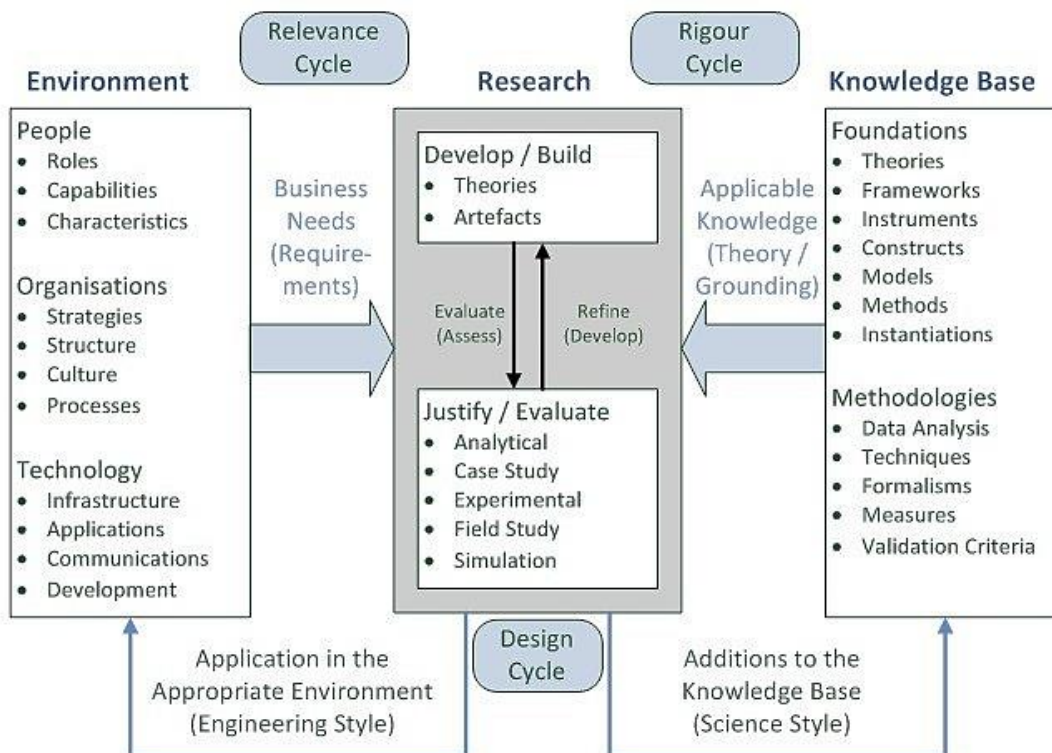 Relevance
Cycle
Rigour
Cycle
Environment
Research
Knowledge Base
People
• Roles
• Capabilities
• Characteristics
Organisations
• Strategies
• Structure
• Culture
• Processes
Technology
• Infrastructure
• Applications
• Communications
• Development
Business
Needs
(Require-
ments)
Develop / Build
• Theories
• Artefacts
Evaluate
(Assess)
Refine
(Develop)
Justify / Evaluate
• Analytical
• Case Study
• Experimental
• Field Study
• Simulation
Applicable
Knowledge
(Theory /
Grounding)
Foundations
• Theories
• Frameworks
• Instruments
• Constructs
• Models
• Methods
• Instantiations
Methodologies
• Data Analysis
• Techniques
• Formalisms
• Measures
• Validation Criteria
Application in the
Appropriate Environment
(Engineering Style)
Design
Cycle
Additions to the
Knowledge Base
(Science Style)